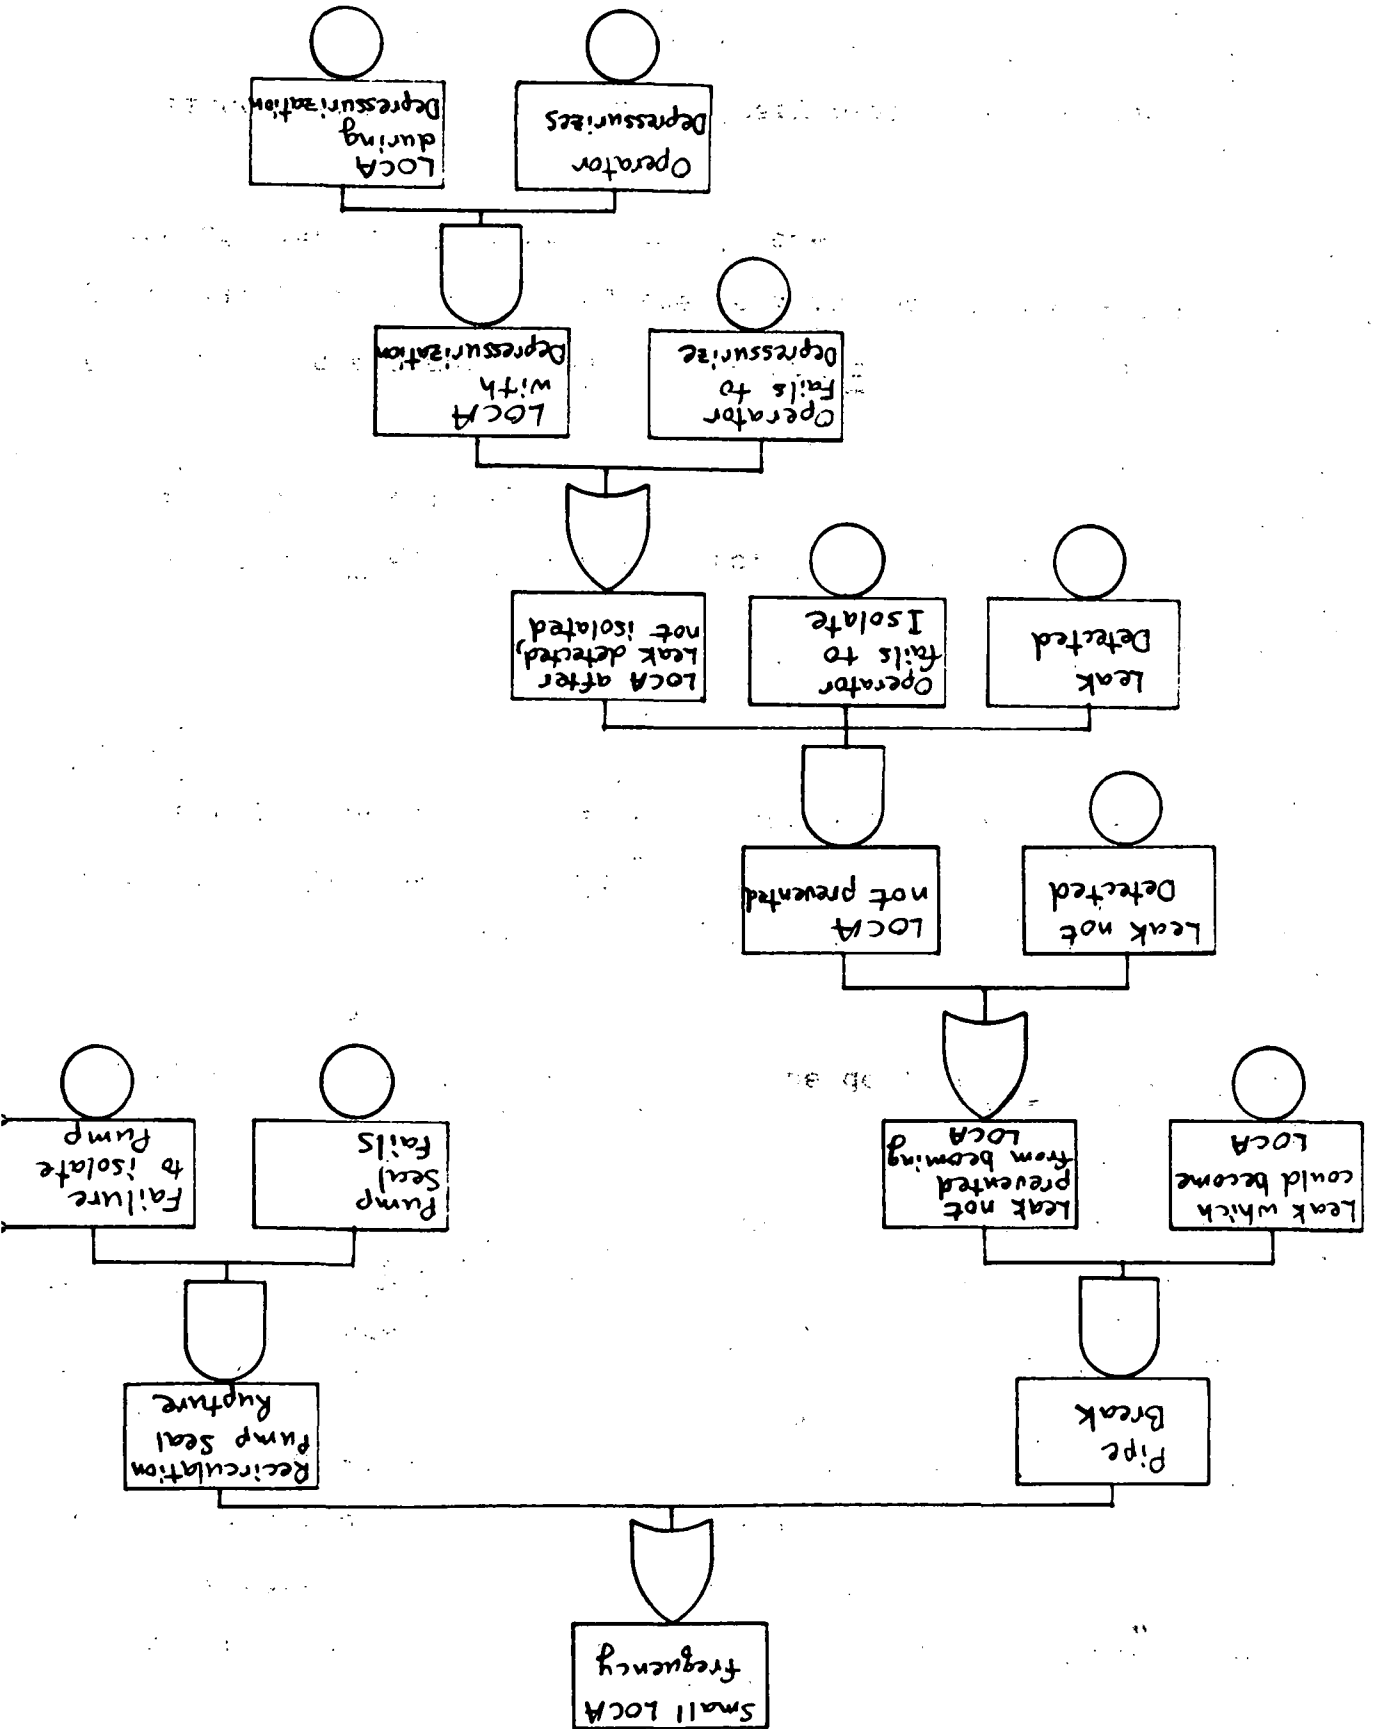 Small LOCA
frequency
Pipe
Break
Recirculation
Pump Seal
Rupture
Leak which
could become
LOCA
Leak not
prevented
from becoming
LOCA
Pump
Seal
Fails
Failure
to isolate
Pump
Leak not
Detected
LOCA
not prevented
Leak
Detected
Operator
fails to
Isolate
LOCA after
Leak detected,
not isolated
Operator
Fails to
Depressurize
LOCA
with
Depressurization
Operator
Depressurizes
LOCA
during
Depressurization